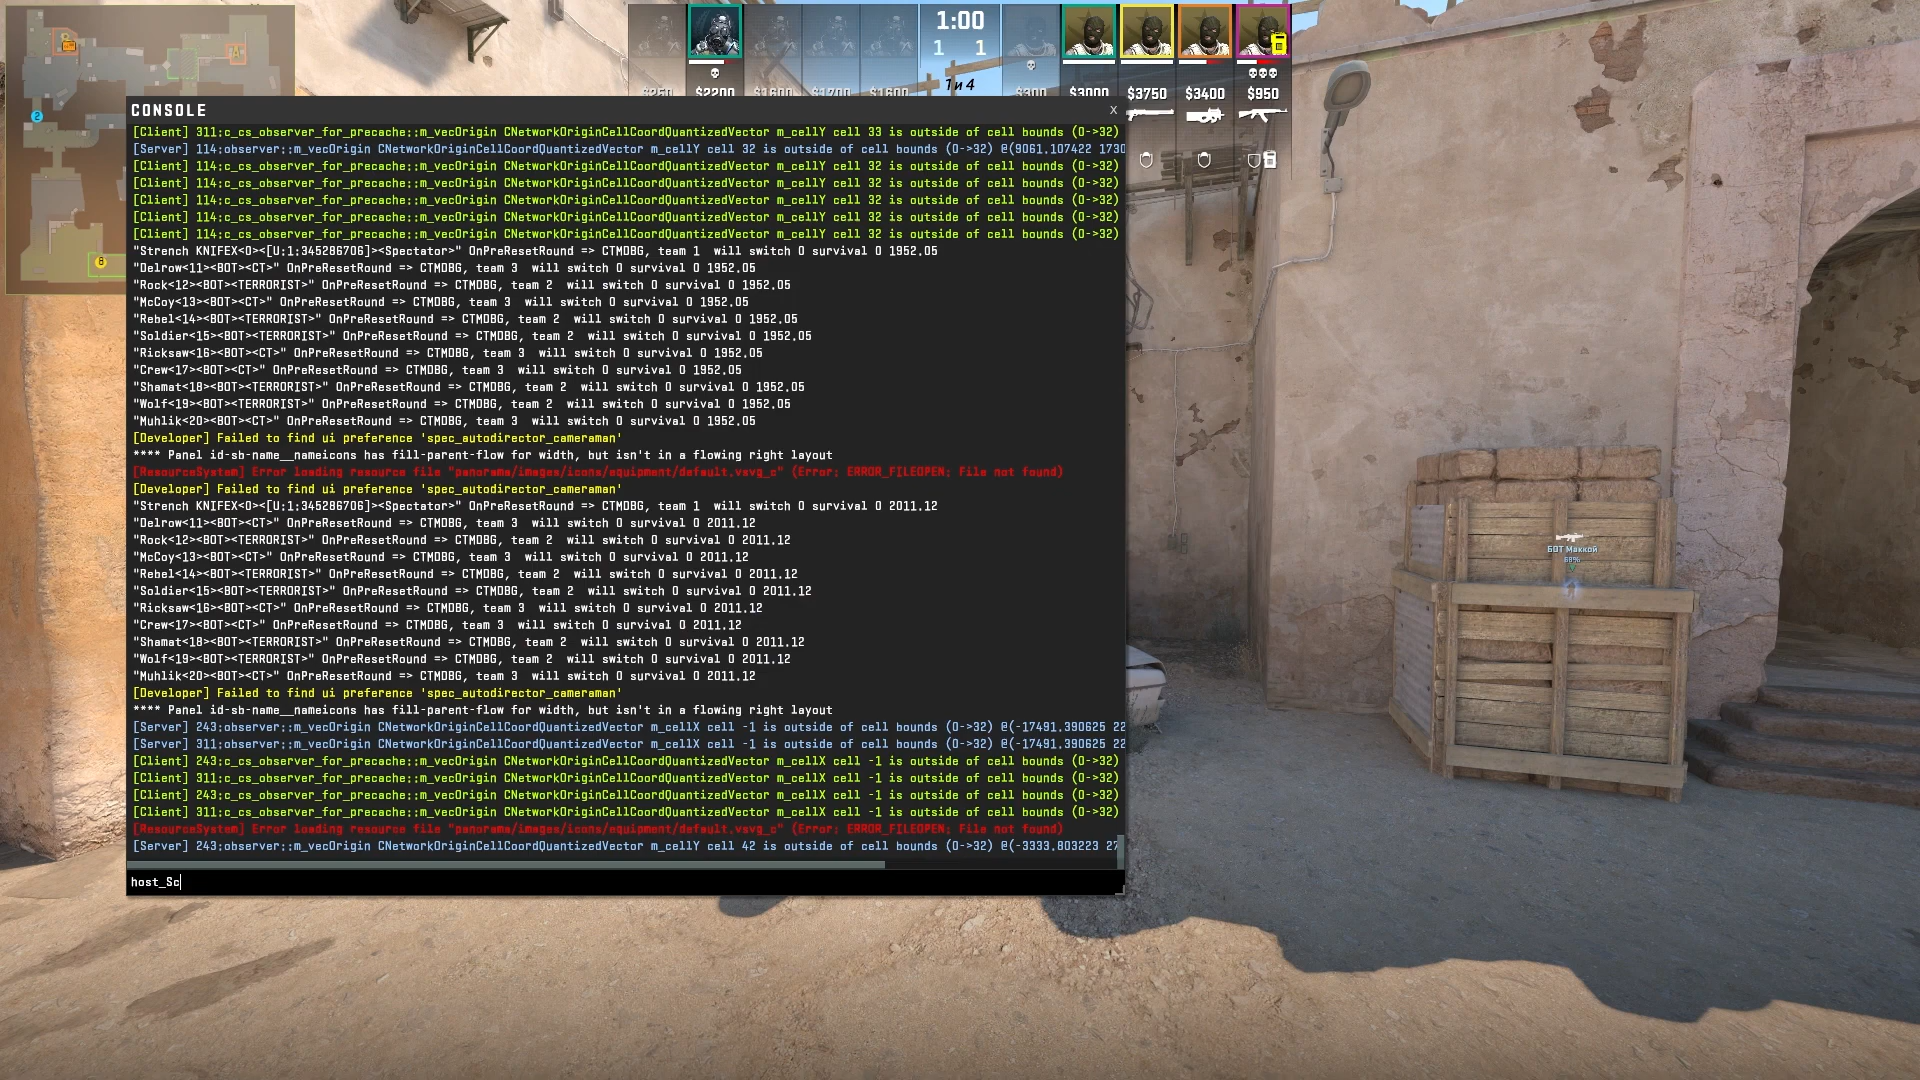 1:00
1 1
1 и 4
$250 $2200 $1600 $1700 $1600 $300 $3000 $3750 $3400 $950
2
8
CONSOLE
X
[Client] 311:c_cs_observer_for_precache::m_vecOrigin CNetworkOriginCellCoordQuantizedVector m_cellY cell 33 is outside of cell bounds (0->32)
[Server] 114:observer::m_vecOrigin CNetworkOriginCellCoordQuantizedVector m_cellY cell 32 is outside of cell bounds (0->32) @(9061.107422 1730
[Client] 114:c_cs_observer_for_precache::m_vecOrigin CNetworkOriginCellCoordQuantizedVector m_cellY cell 32 is outside of cell bounds (0->32)
[Client] 114:c_cs_observer_for_precache::m_vecOrigin CNetworkOriginCellCoordQuantizedVector m_cellY cell 32 is outside of cell bounds (0->32)
[Client] 114:c_cs_observer_for_precache::m_vecOrigin CNetworkOriginCellCoordQuantizedVector m_cellY cell 32 is outside of cell bounds (0->32)
[Client] 114:c_cs_observer_for_precache::m_vecOrigin CNetworkOriginCellCoordQuantizedVector m_cellY cell 32 is outside of cell bounds (0->32)
[Client] 114:c_cs_observer_for_precache::m_vecOrigin CNetworkOriginCellCoordQuantizedVector m_cellY cell 32 is outside of cell bounds (0->32)
"Strench KNIFEX<0><[U:1:345286706]><Spectator>" OnPreResetRound => CTMDBG, team 1 will switch 0 survival 0 1952.05
"Delrow<11><BOT><CT>" OnPreResetRound => CTMDBG, team 3 will switch 0 survival 0 1952.05
"Rock<12><BOT><TERRORIST>" OnPreResetRound => CTMDBG, team 2 will switch 0 survival 0 1952.05
"McCoy<13><BOT><CT>" OnPreResetRound => CTMDBG, team 3 will switch 0 survival 0 1952.05
"Rebel<14><BOT><TERRORIST>" OnPreResetRound => CTMDBG, team 2 will switch 0 survival 0 1952.05
"Soldier<15><BOT><TERRORIST>" OnPreResetRound => CTMDBG, team 2 will switch 0 survival 0 1952.05
"Ricksaw<16><BOT><CT>" OnPreResetRound => CTMDBG, team 3 will switch 0 survival 0 1952.05
"Crew<17><BOT><CT>" OnPreResetRound => CTMDBG, team 3 will switch 0 survival 0 1952.05
"Shamat<18><BOT><TERRORIST>" OnPreResetRound => CTMDBG, team 2 will switch 0 survival 0 1952.05
"Wolf<19><BOT><TERRORIST>" OnPreResetRound => CTMDBG, team 2 will switch 0 survival 0 1952.05
"Muhlik<20><BOT><CT>" OnPreResetRound => CTMDBG, team 3 will switch 0 survival 0 1952.05
[Developer] Failed to find ui preference 'spec_autodirector_cameraman'
**** Panel id-sb-name__nameicons has fill-parent-flow for width, but isn't in a flowing right layout
[ResourceSystem] Error loading resource file "panorama/images/icons/equipment/default.vsvg_c" (Error: ERROR_FILEOPEN: File not found)
[Developer] Failed to find ui preference 'spec_autodirector_cameraman'
"Strench KNIFEX<0><[U:1:345286706]><Spectator>" OnPreResetRound => CTMDBG, team 1 will switch 0 survival 0 2011.12
"Delrow<11><BOT><CT>" OnPreResetRound => CTMDBG, team 3 will switch 0 survival 0 2011.12
"Rock<12><BOT><TERRORIST>" OnPreResetRound => CTMDBG, team 2 will switch 0 survival 0 2011.12
"McCoy<13><BOT><CT>" OnPreResetRound => CTMDBG, team 3 will switch 0 survival 0 2011.12
"Rebel<14><BOT><TERRORIST>" OnPreResetRound => CTMDBG, team 2 will switch 0 survival 0 2011.12
"Soldier<15><BOT><TERRORIST>" OnPreResetRound => CTMDBG, team 2 will switch 0 survival 0 2011.12
"Ricksaw<16><BOT><CT>" OnPreResetRound => CTMDBG, team 3 will switch 0 survival 0 2011.12
"Crew<17><BOT><CT>" OnPreResetRound => CTMDBG, team 3 will switch 0 survival 0 2011.12
"Shamat<18><BOT><TERRORIST>" OnPreResetRound => CTMDBG, team 2 will switch 0 survival 0 2011.12
"Wolf<19><BOT><TERRORIST>" OnPreResetRound => CTMDBG, team 2 will switch 0 survival 0 2011.12
"Muhlik<20><BOT><CT>" OnPreResetRound => CTMDBG, team 3 will switch 0 survival 0 2011.12
[Developer] Failed to find ui preference 'spec_autodirector_cameraman'
**** Panel id-sb-name__nameicons has fill-parent-flow for width, but isn't in a flowing right layout
[Server] 243:observer::m_vecOrigin CNetworkOriginCellCoordQuantizedVector m_cellX cell -1 is outside of cell bounds (0->32) @(-17491.390625 22
[Server] 311:observer::m_vecOrigin CNetworkOriginCellCoordQuantizedVector m_cellX cell -1 is outside of cell bounds (0->32) @(-17491.390625 22
[Client] 243:c_cs_observer_for_precache::m_vecOrigin CNetworkOriginCellCoordQuantizedVector m_cellX cell -1 is outside of cell bounds (0->32)
[Client] 311:c_cs_observer_for_precache::m_vecOrigin CNetworkOriginCellCoordQuantizedVector m_cellX cell -1 is outside of cell bounds (0->32)
[Client] 243:c_cs_observer_for_precache::m_vecOrigin CNetworkOriginCellCoordQuantizedVector m_cellX cell -1 is outside of cell bounds (0->32)
[Client] 311:c_cs_observer_for_precache::m_vecOrigin CNetworkOriginCellCoordQuantizedVector m_cellX cell -1 is outside of cell bounds (0->32)
[ResourceSystem] Error loading resource file "panorama/images/icons/equipment/default.vsvg_c" (Error: ERROR_FILEOPEN: File not found)
[Server] 243:observer::m_vecOrigin CNetworkOriginCellCoordQuantizedVector m_cellY cell 42 is outside of cell bounds (0->32) @(-3333.803223 27
host_Sc
БОТ Маккой
68%